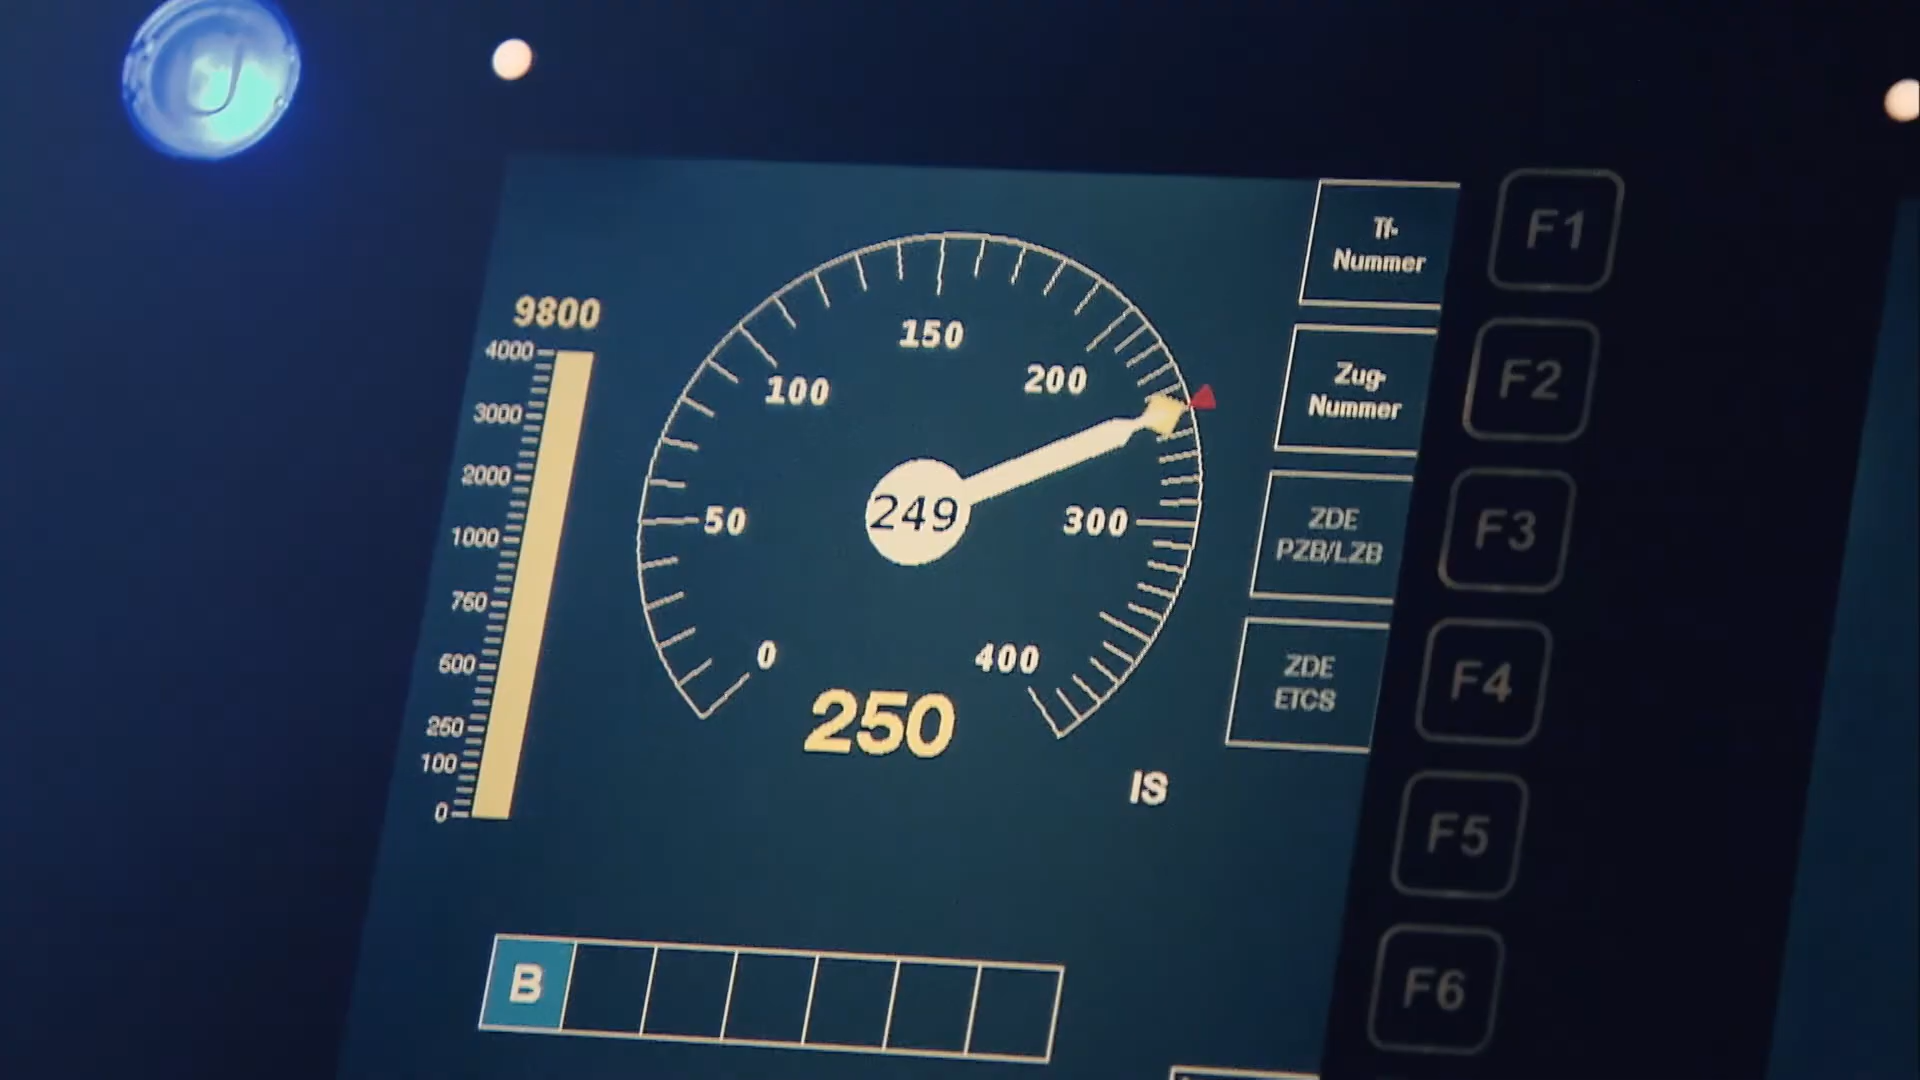 9800
4000
3000
2000
1000
750
500
250
100
0
0
50
100
150
200
300
400
249
250
IS
B
Tf-
Nummer
Zug-
Nummer
ZDE
PZB/LZB
ZDE
ETCS
F1
F2
F3
F4
F5
F6